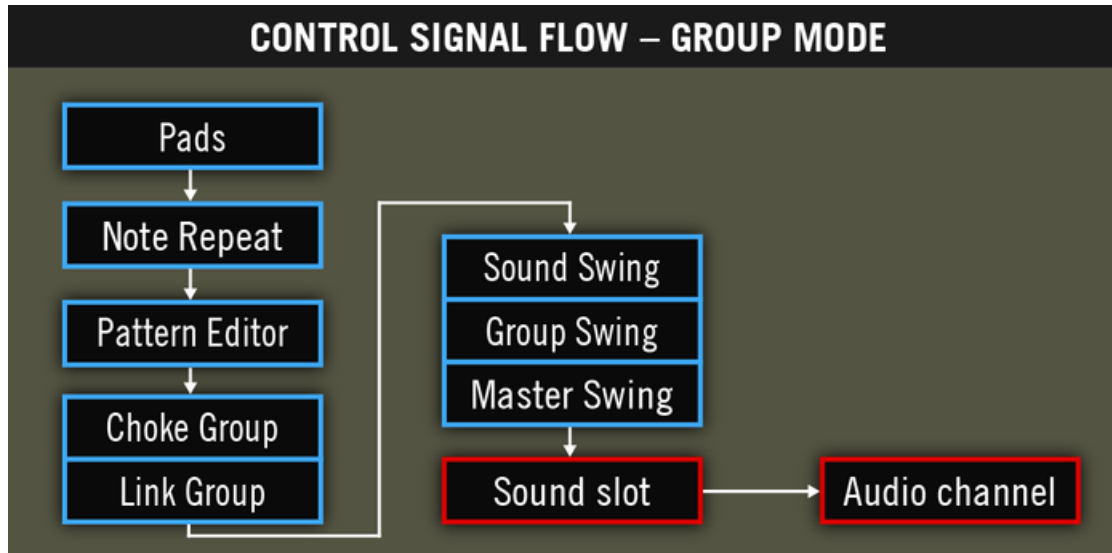 CONTROL SIGNAL FLOW – GROUP MODE
Pads
Note Repeat
Pattern Editor
Choke Group
Link Group
Sound Swing
Group Swing
Master Swing
Sound slot
Audio channel